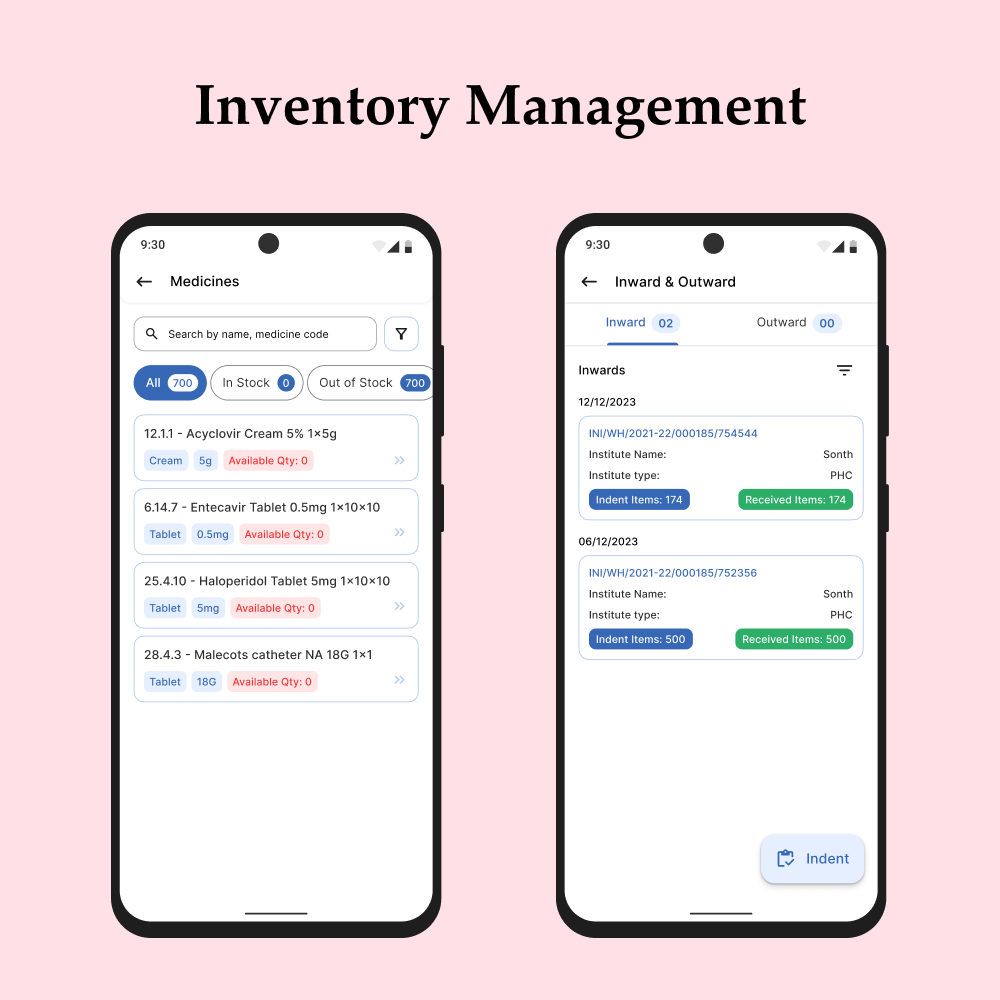 Inventory Management
9:30
Medicines
Search by name, medicine code
All 700 In Stock 0 Out of Stock 700
12.1.1 - Acyclovir Cream 5% 1×5g
Cream 5g Available Qty: 0
6.14.7 - Entecavir Tablet 0.5mg 1×10×10
Tablet 0.5mg Available Qty: 0
25.4.10 - Haloperidol Tablet 5mg 1×10×10
Tablet 5mg Available Qty: 0
28.4.3 - Malecots catheter NA 18G 1×1
Tablet 18G Available Qty: 0
9:30
Inward & Outward
Inward 02 Outward 00
Inwards
12/12/2023
INI/WH/2021-22/000185/754544
Institute Name: Sonth
Institute type: PHC
Indent Items: 174 Received Items: 174
06/12/2023
INI/WH/2021-22/000185/752356
Institute Name: Sonth
Institute type: PHC
Indent Items: 500 Received Items: 500
Indent